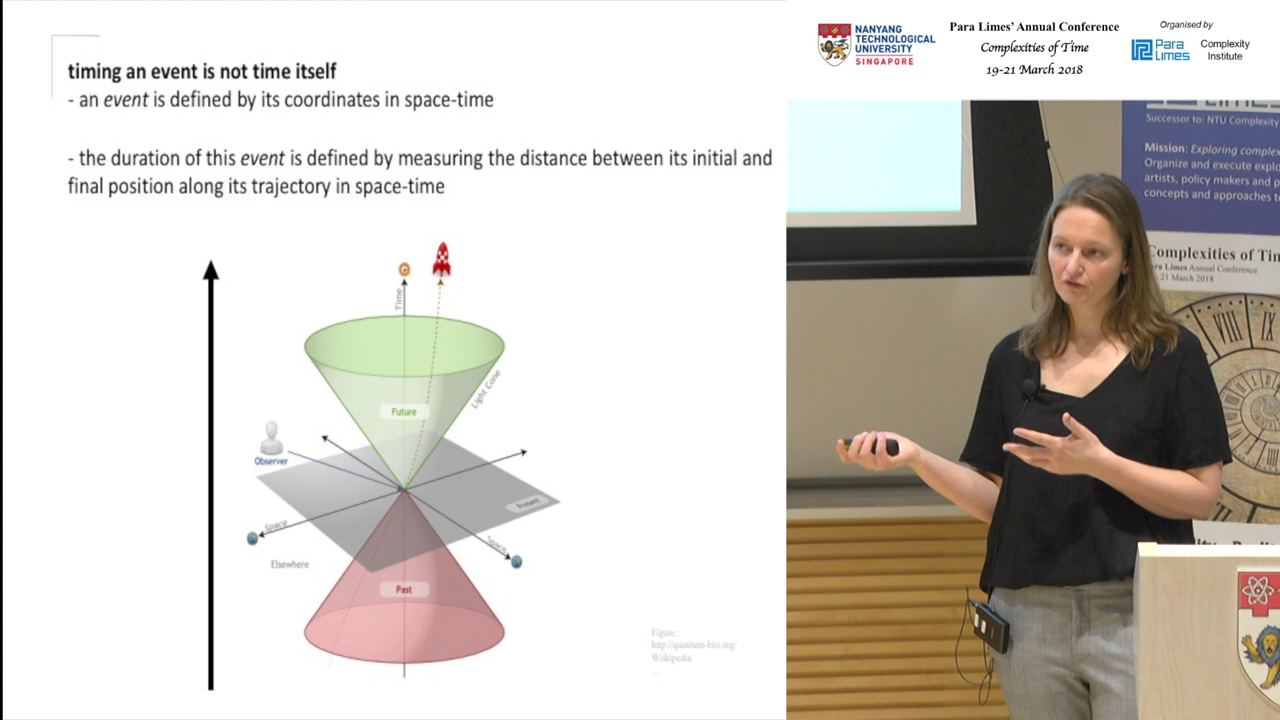 timing an event is not time itself
- an event is defined by its coordinates in space-time
- the duration of this event is defined by measuring the distance between its initial and
final position along its trajectory in space-time
Time
Future
Light Cone
Observer
Space
Present
Space
Elsewhere
Past
Figure :
http://quantum-bits.org/
Wiikipedia
...
NANYANG
TECHNOLOGICAL
UNIVERSITY
SINGAPORE
Para Limes' Annual Conference
Complexities of Time
19-21 March 2018
Organised by
Para
LIMES
Complexity
Institute
Successor to: NTU Complexity
Mission: Exploring
Organize and execute
artists, policy makers and
concepts and approaches
Complexities of
Limes Annual Conference
21 March 2018
VIII
IX